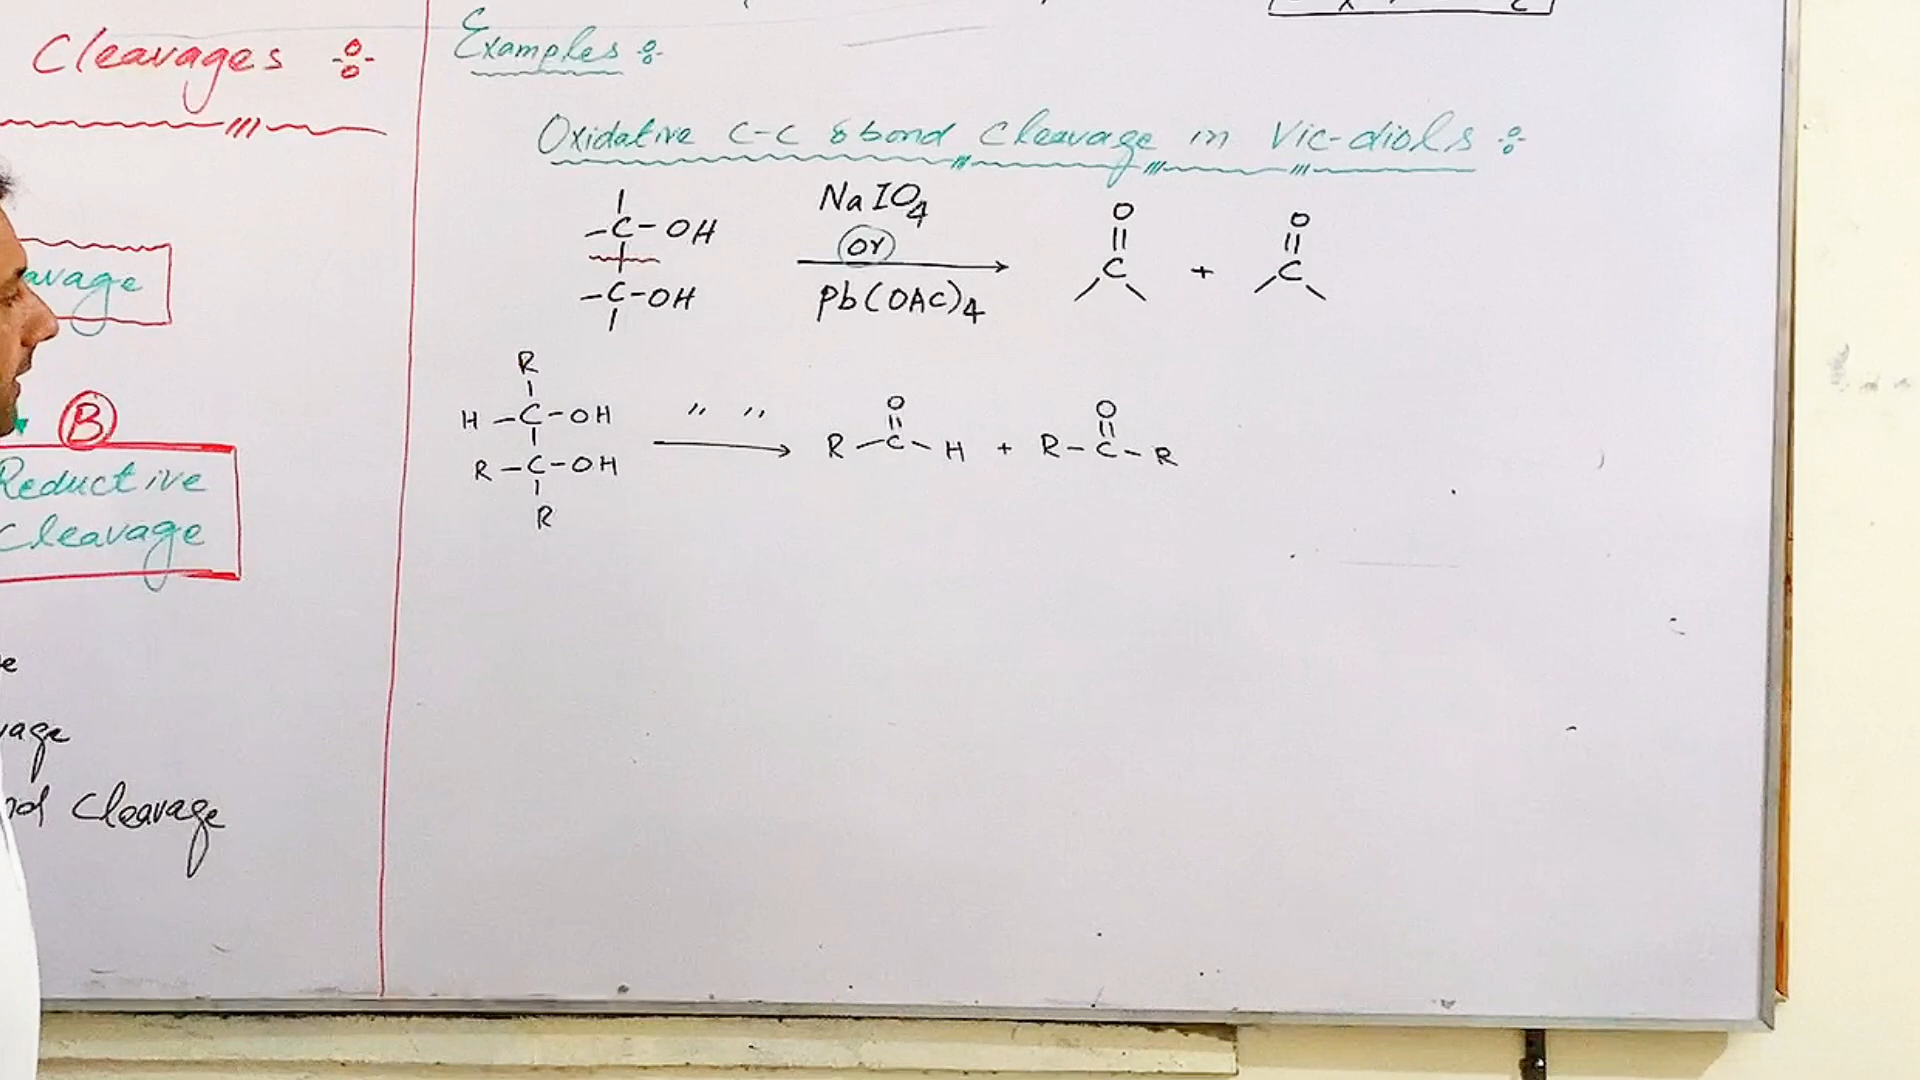 Cleavages
avage
B
Reductive
Cleavage
e
vage
nd Cleavage
Examples
Oxidative C-C δ bond Cleavage in Vic-diols
-C-OH
-C-OH
NaIO4
or
Pb(OAC)4
O
||
C
+
O
||
C
R
H-C-OH
R-C-OH
R
" "
O
||
R-C-H
+
O
||
R-C-R